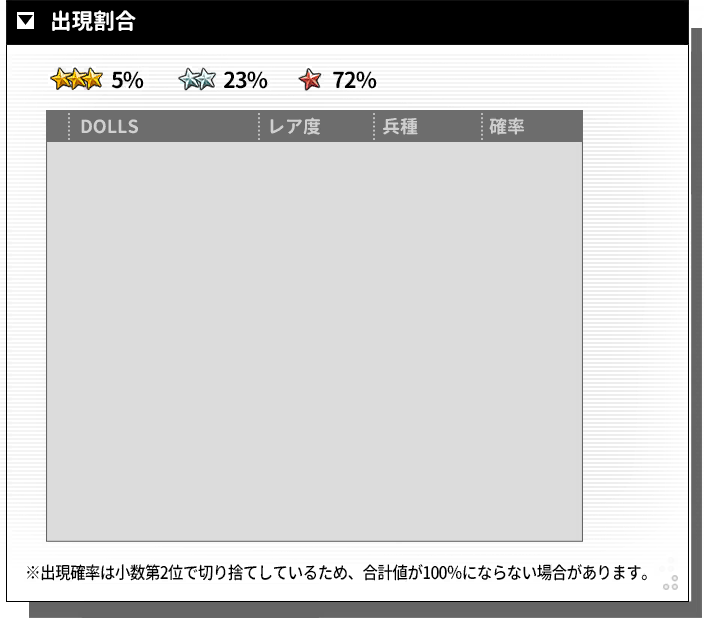 出現割合
5% 23% 72%
DOLLS レア度 兵種 確率
※出現確率は小数第2位で切り捨てしているため、合計値が100%にならない場合があります。